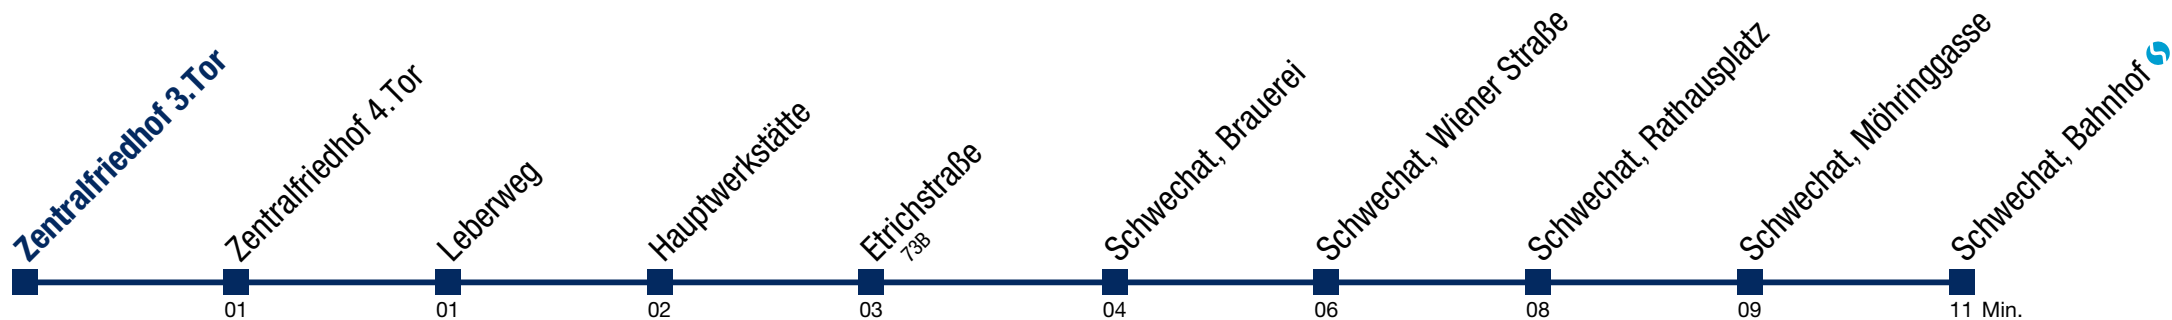 Zentralfriedhof 3.Tor
Zentralfriedhof 4.Tor
Leberweg
Hauptwerkstätte
Etrichstraße
73B
Schwechat, Brauerei
Schwechat, Wiener Straße
Schwechat, Rathausplatz
Schwechat, Möhringgasse
Schwechat, Bahnhof
01
01
02
03
04
06
08
09
11 Min.